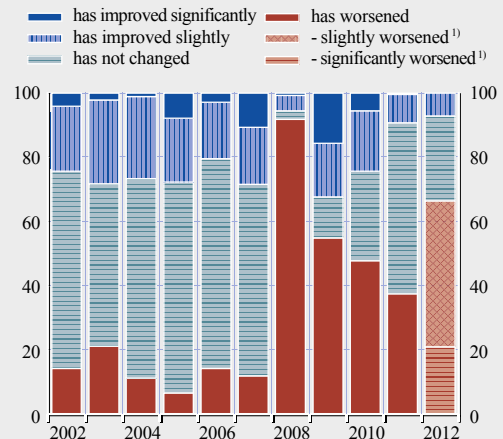 has improved significantly has worsened
has improved slightly - slightly worsened 1)
has not changed - significantly worsened 1)
100 100
80 80
60 60
40 40
20 20
0 0
2002 2004 2006 2008 2010 2012